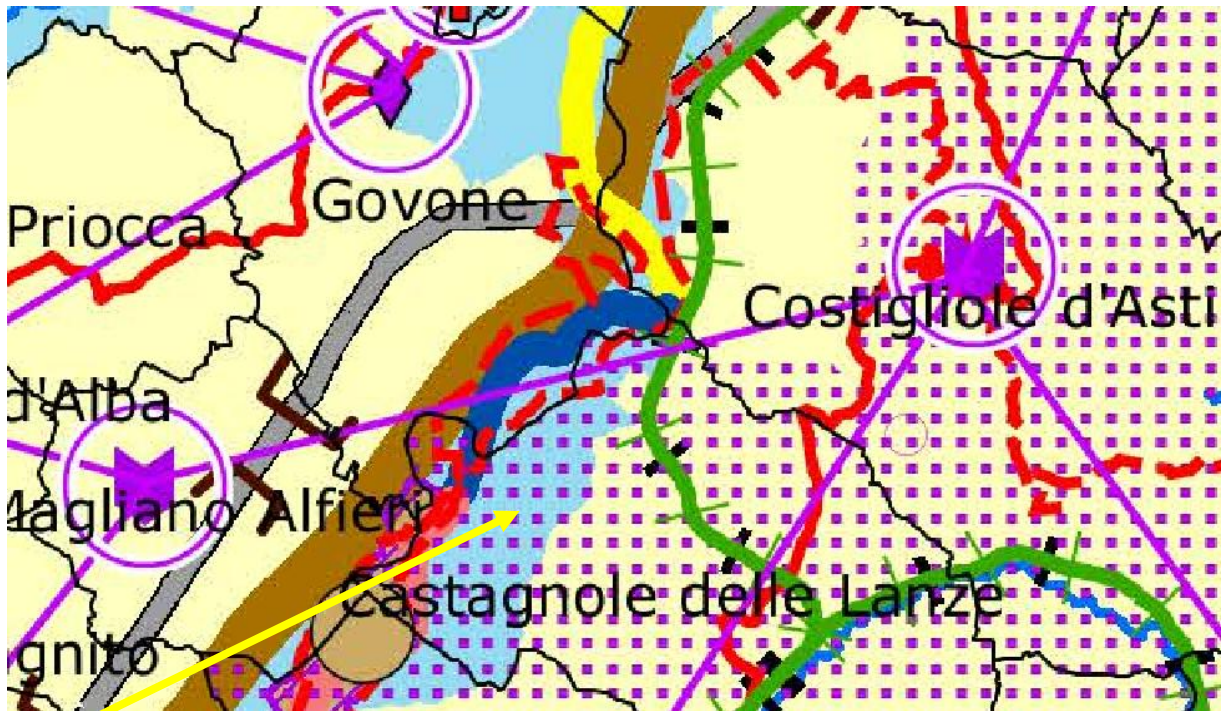 Govone
Priocca
Costigliole d'Asti
d'Alba
Magliano Alfieri
Castagnole delle Lanze
gnito